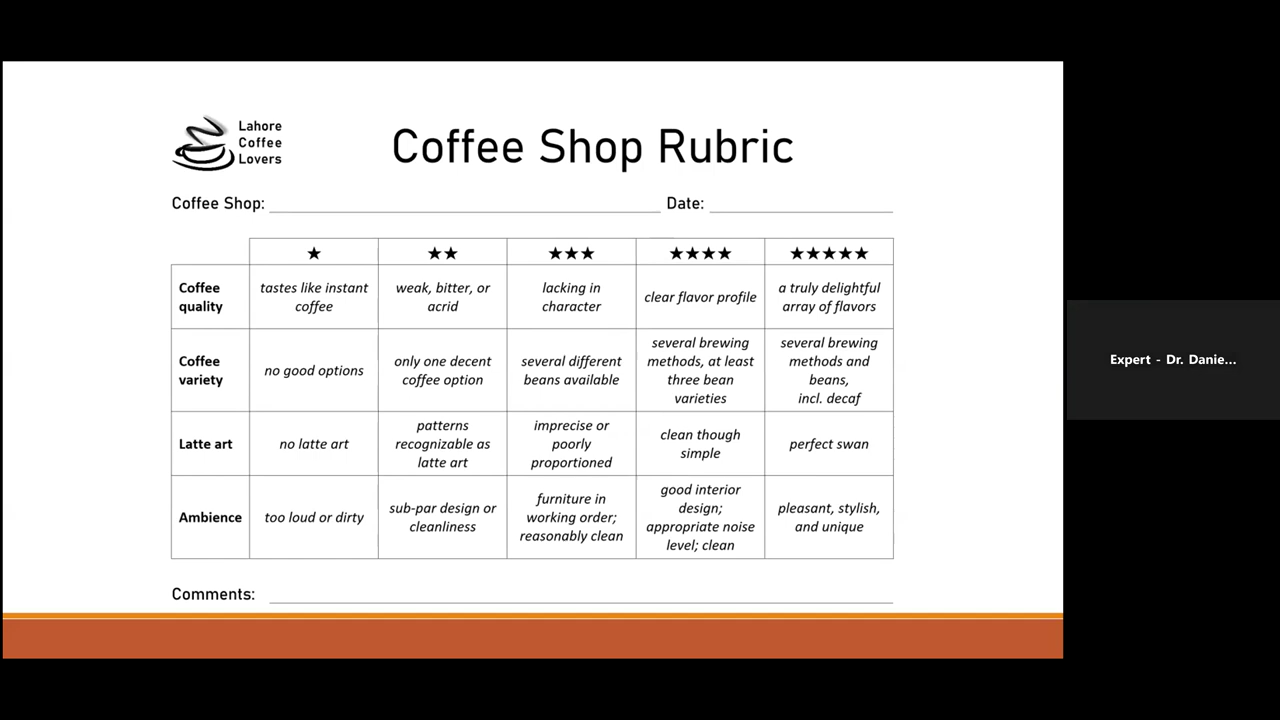 Lahore
Coffee
Lovers
Coffee Shop Rubric
Coffee Shop: Date:
★ ★★ ★★★ ★★★★ ★★★★★
Coffee
quality
tastes like instant
coffee
weak, bitter, or
acrid
lacking in
character
clear flavor profile
a truly delightful
array of flavors
Coffee
variety
no good options
only one decent
coffee option
several different
beans available
several brewing
methods, at least
three bean
varieties
several brewing
methods and
beans,
incl. decaf
Latte art
no latte art
patterns
recognizable as
latte art
imprecise or
poorly
proportioned
clean though
simple
perfect swan
Ambience
too loud or dirty
sub-par design or
cleanliness
furniture in
working order;
reasonably clean
good interior
design;
appropriate noise
level; clean
pleasant, stylish,
and unique
Comments:
Expert - Dr. Danie...